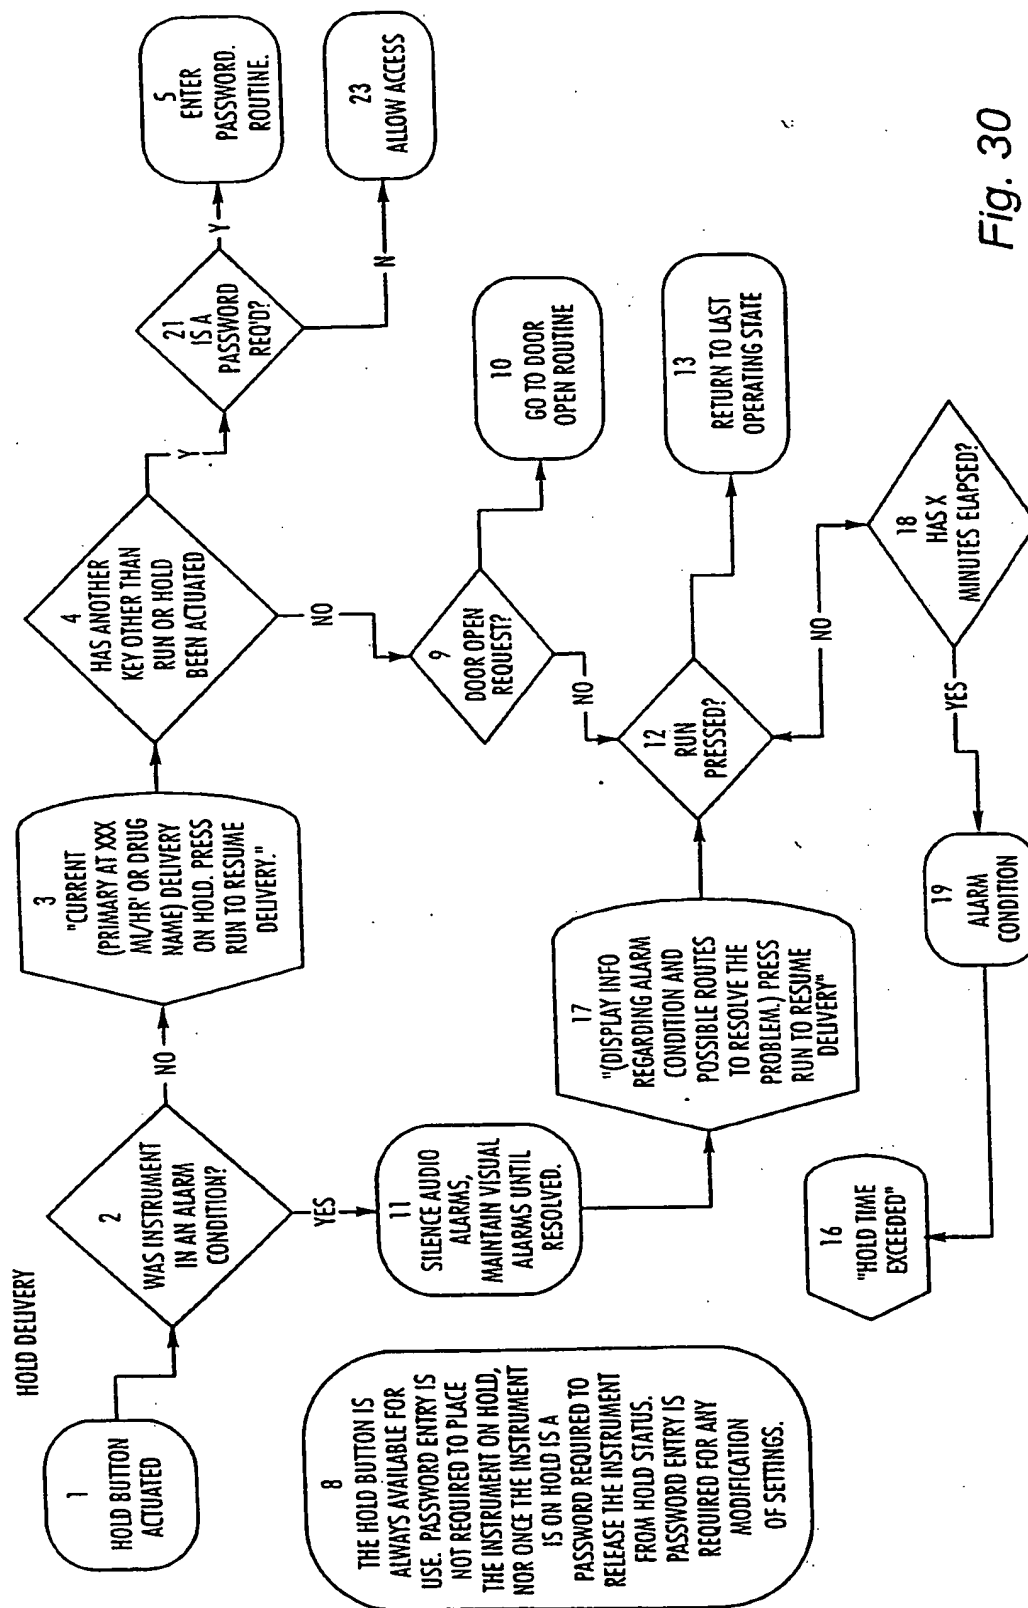 HOLD DELIVERY
1
HOLD BUTTON
ACTUATED
2
WAS INSTRUMENT
IN AN ALARM
CONDITION?
NO
YES
3
"CURRENT
(PRIMARY AT XXX
ML/HR' OR DRUG
NAME) DELIVERY
ON HOLD. PRESS
RUN TO RESUME
DELIVERY."
4
HAS ANOTHER
KEY OTHER THAN
RUN OR HOLD
BEEN ACTUATED
Y
NO
21
IS A
PASSWORD
REQ'D?
Y
N
5
ENTER
PASSWORD.
ROUTINE.
23
ALLOW ACCESS
9
DOOR OPEN
REQUEST?
NO
10
GO TO DOOR
OPEN ROUTINE
11
SILENCE AUDIO
ALARMS,
MAINTAIN VISUAL
ALARMS UNTIL
RESOLVED.
17
"(DISPLAY INFO
REGARDING ALARM
CONDITION AND
POSSIBLE ROUTES
TO RESOLVE THE
PROBLEM.) PRESS
RUN TO RESUME
DELIVERY"
12
RUN
PRESSED?
NO
13
RETURN TO LAST
OPERATING STATE
18
HAS X
MINUTES ELAPSED?
YES
19
ALARM
CONDITION
16
"HOLD TIME
EXCEEDED"
8
THE HOLD BUTTON IS
ALWAYS AVAILABLE FOR
USE. PASSWORD ENTRY IS
NOT REQUIRED TO PLACE
THE INSTRUMENT ON HOLD,
NOR ONCE THE INSTRUMENT
IS ON HOLD IS A
PASSWORD REQUIRED TO
RELEASE THE INSTRUMENT
FROM HOLD STATUS.
PASSWORD ENTRY IS
REQUIRED FOR ANY
MODIFICATION
OF SETTINGS.
Fig. 30